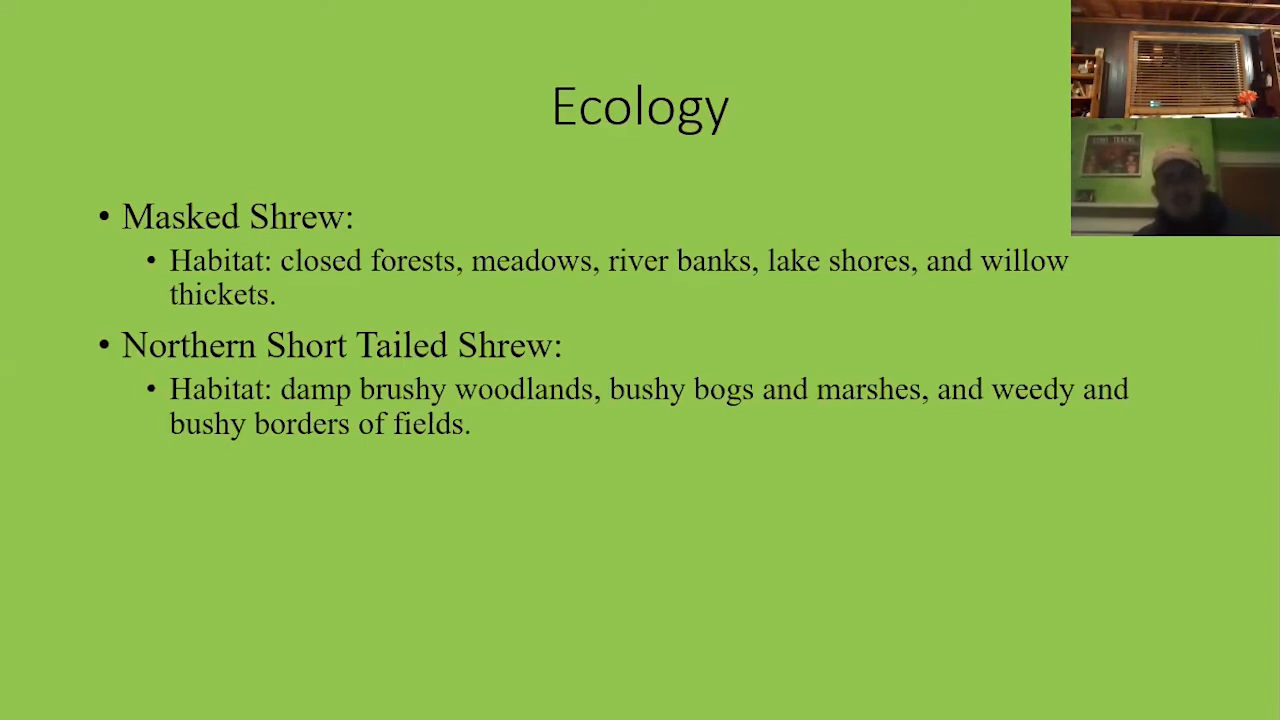 Ecology
• Masked Shrew:
• Habitat: closed forests, meadows, river banks, lake shores, and willow
thickets.
• Northern Short Tailed Shrew:
• Habitat: damp brushy woodlands, bushy bogs and marshes, and weedy and
bushy borders of fields.